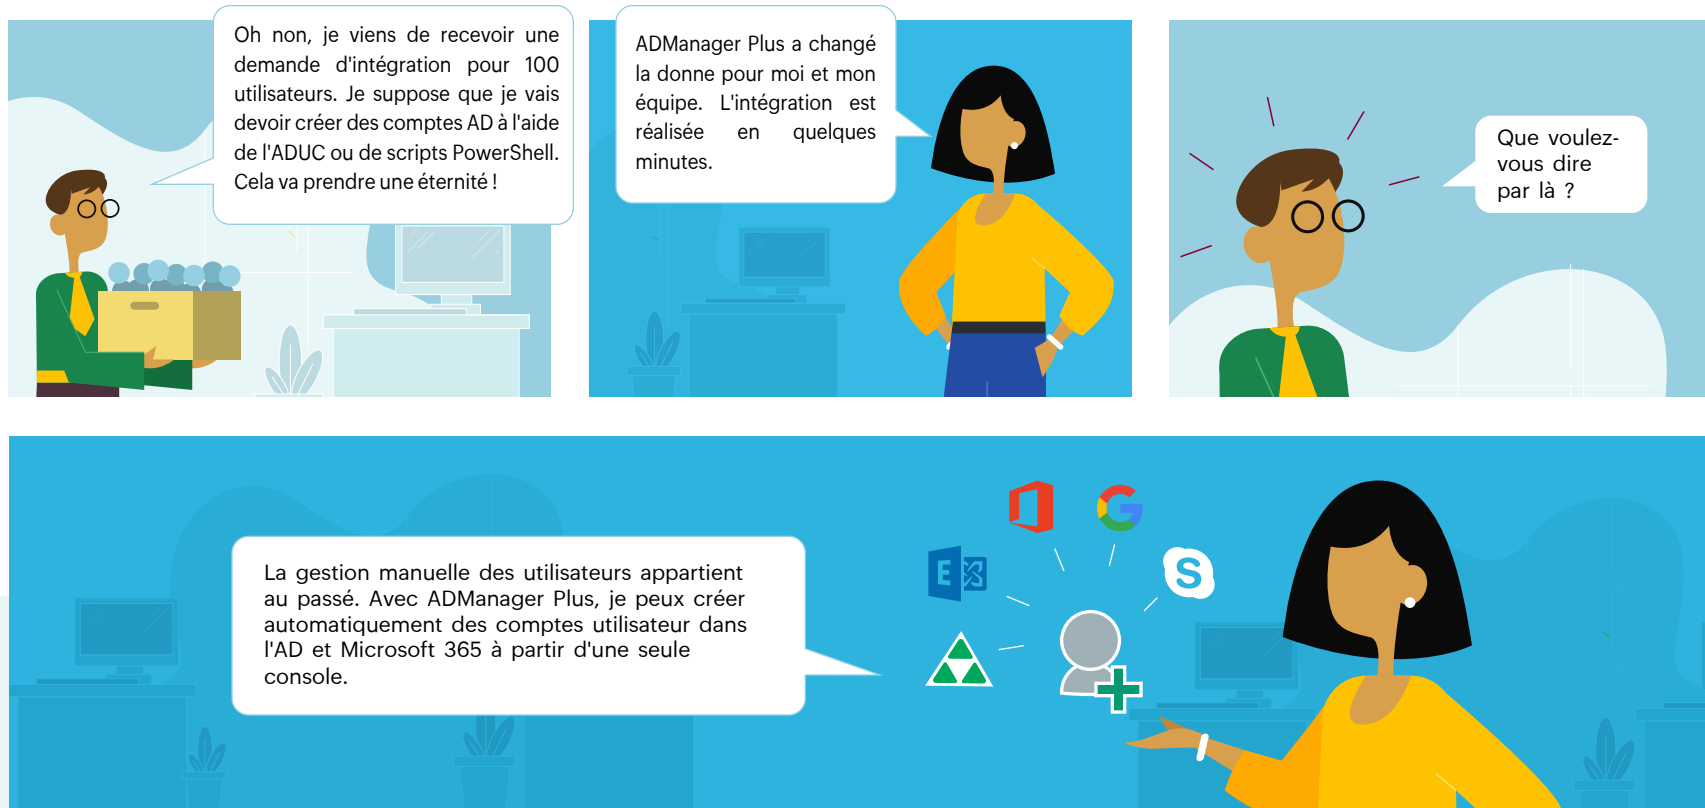 Oh non, je viens de recevoir une
demande d'intégration pour 100
utilisateurs. Je suppose que je vais
devoir créer des comptes AD à l'aide
de l'ADUC ou de scripts PowerShell.
Cela va prendre une éternité !
ADManager Plus a changé
la donne pour moi et mon
équipe. L'intégration est
réalisée en quelques
minutes.
Que voulez-
vous dire
par là ?
La gestion manuelle des utilisateurs appartient
au passé. Avec ADManager Plus, je peux créer
automatiquement des comptes utilisateur dans
l'AD et Microsoft 365 à partir d'une seule
console.
E
G
S